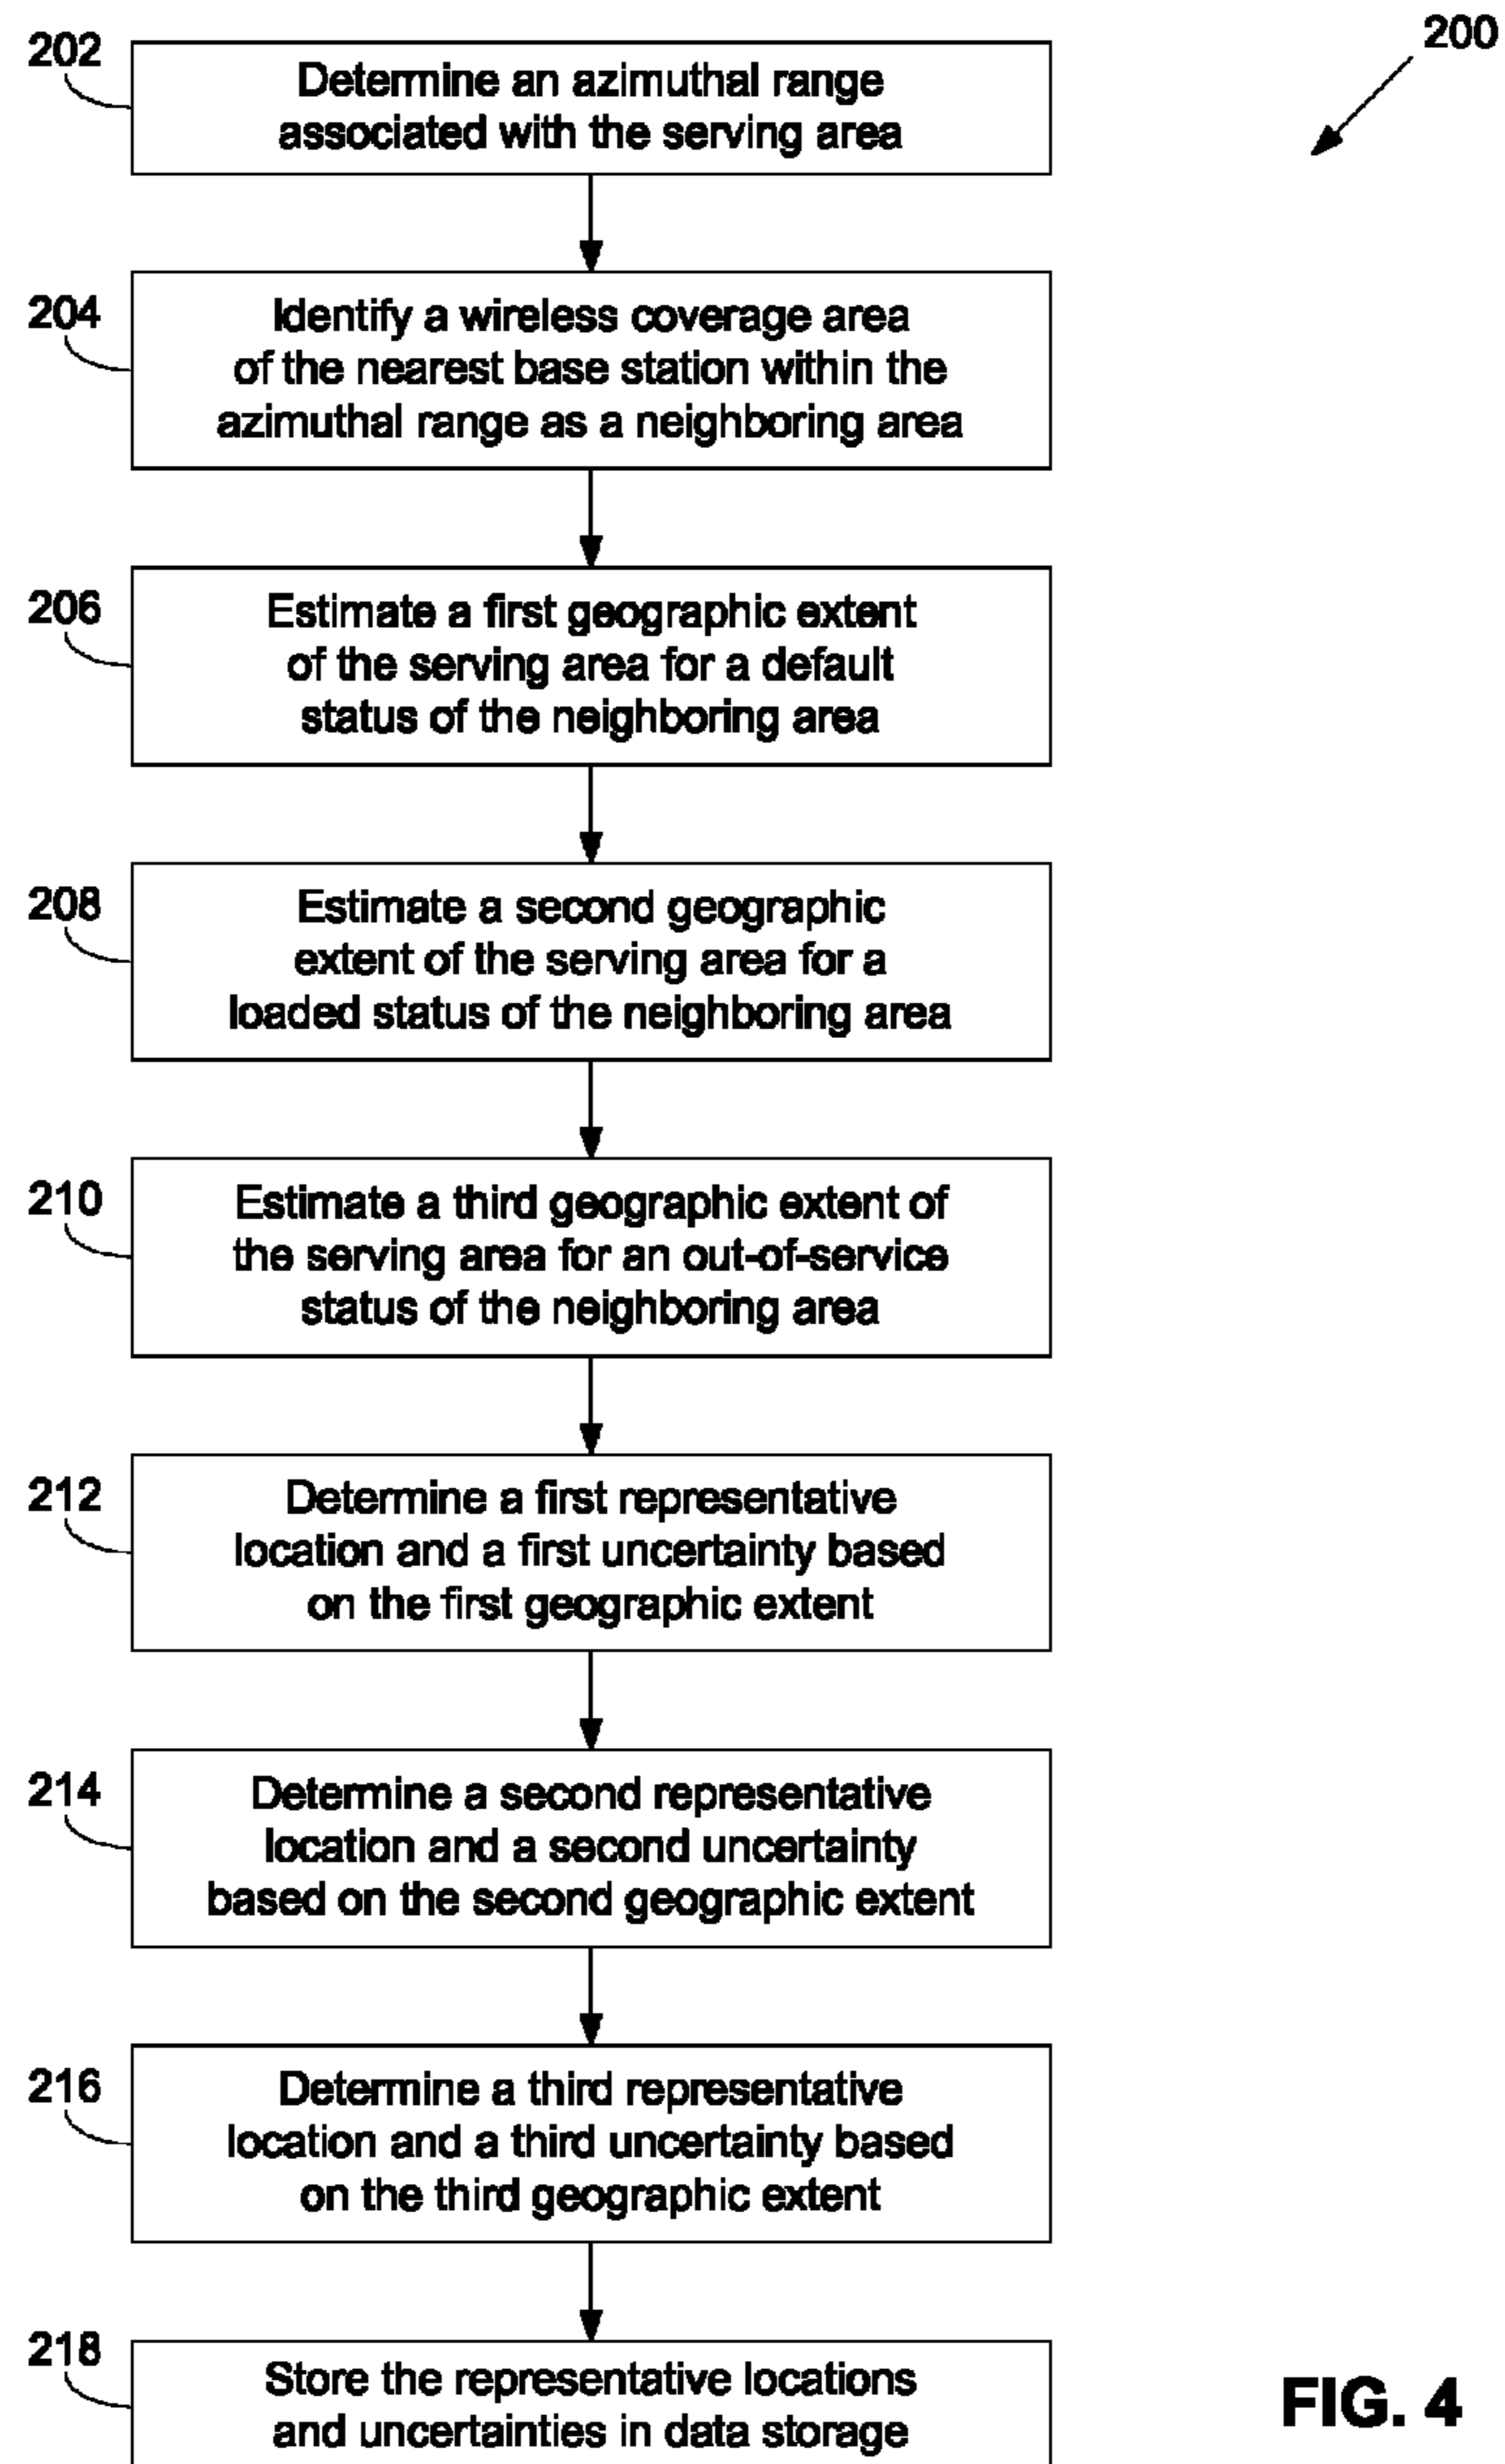 200
202
Determine an azimuthal range
associated with the serving area
204
Identify a wireless coverage area
of the nearest base station within the
azimuthal range as a neighboring area
206
Estimate a first geographic extent
of the serving area for a default
status of the neighboring area
208
Estimate a second geographic
extent of the serving area for a
loaded status of the neighboring area
210
Estimate a third geographic extent of
the serving area for an out-of-service
status of the neighboring area
212
Determine a first representative
location and a first uncertainty based
on the first geographic extent
214
Determine a second representative
location and a second uncertainty
based on the second geographic extent
216
Determine a third representative
location and a third uncertainty based
on the third geographic extent
218
Store the representative locations
and uncertainties in data storage
FIG. 4